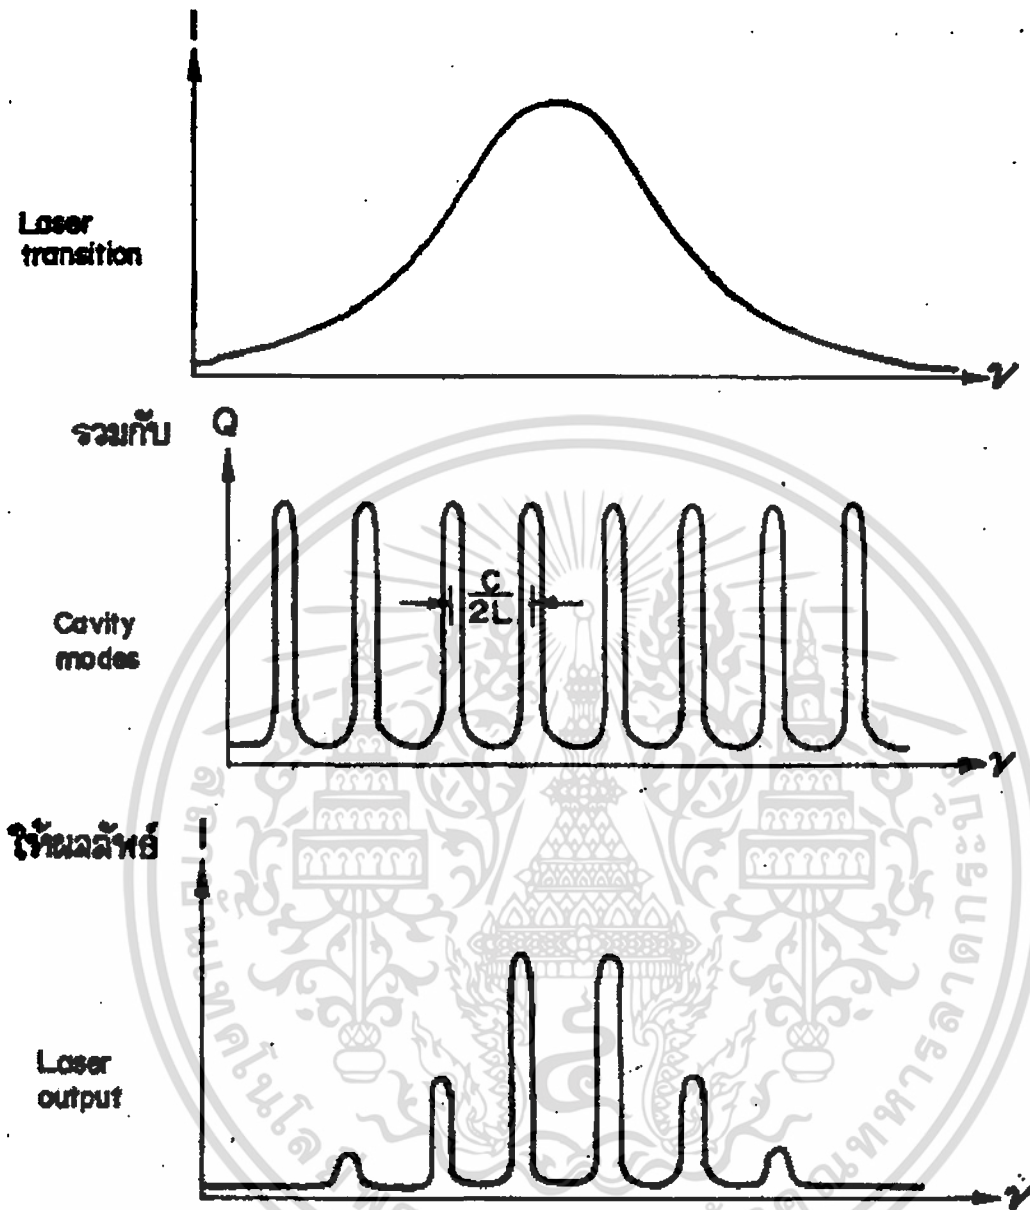 I
Laser
transition
ν
รวมกับ
Q
C
2L
Cavity
modes
ν
ให้ผลลัพธ์
I
Laser
output
ν